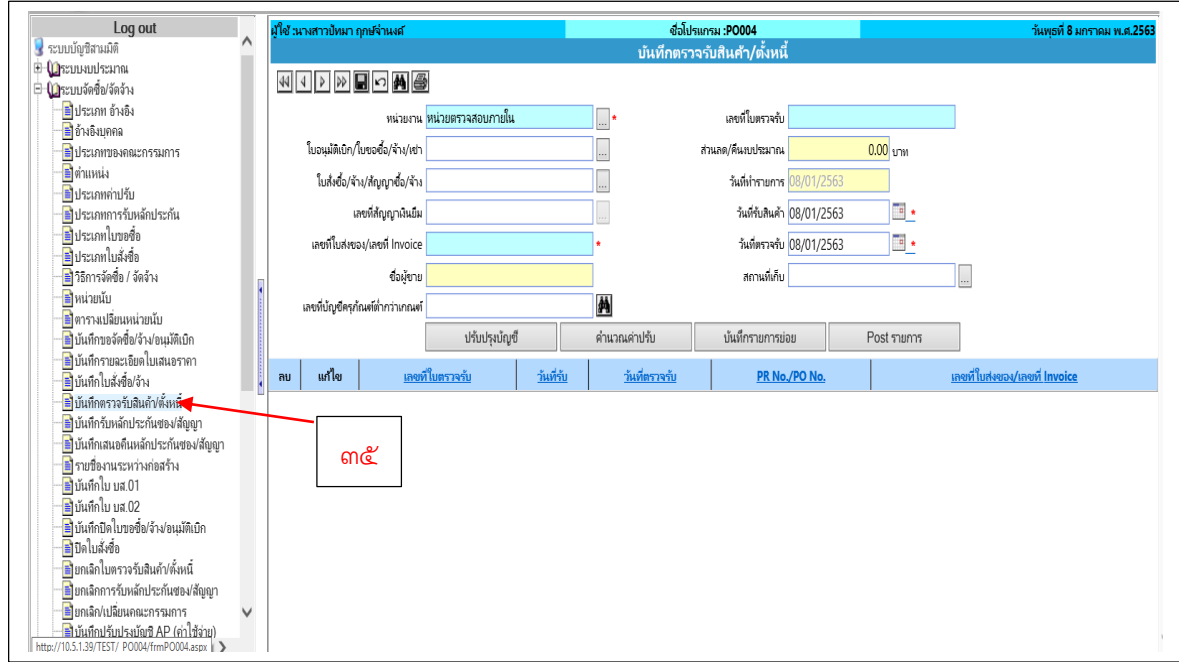 Log out
ระบบบัญชีสามมิติ
ระบบงบประมาณ
ระบบจัดซื้อ/จัดจ้าง
ประเภท อ้างอิง
อ้างอิงบุคคล
ประเภทของคณะกรรมการ
ตำแหน่ง
ประเภทค่าปรับ
ประเภทการรับหลักประกัน
ประเภทใบขอซื้อ
ประเภทใบสั่งซื้อ
วิธีการจัดซื้อ / จัดจ้าง
หน่วยนับ
ตารางเปลี่ยนหน่วยนับ
บันทึกขอจัดซื้อ/จ้าง/อนุมัติเบิก
บันทึกรายละเอียดใบเสนอราคา
บันทึกใบสั่งซื้อ/จ้าง
บันทึกตรวจรับสินค้า/ตั้งหนี้
บันทึกรับหลักประกันซอง/สัญญา
บันทึกเสนอคืนหลักประกันซอง/สัญญา
รายชื่องานระหว่างก่อสร้าง
บันทึกใบ บส.01
บันทึกใบ บส.02
บันทึกปิดใบขอซื้อ/จ้าง/อนุมัติเบิก
ปิดใบสั่งซื้อ
ยกเลิกใบตรวจรับสินค้า/ตั้งหนี้
ยกเลิกการรับหลักประกันซอง/สัญญา
ยกเลิก/เปลี่ยนคณะกรรมการ
บันทึกปรับปรุงบัญชี AP (ค่าใช้จ่าย)
http://10.5.1.39/TEST/ PO004/frmPO004.aspx
ผู้ใช้ :นางสาวปัทมา ฤกษ์จำนงค์ ชื่อโปรแกรม :PO004 วันพุธที่ 8 มกราคม พ.ศ.2563
บันทึกตรวจรับสินค้า/ตั้งหนี้
หน่วยงาน หน่วยตรวจสอบภายใน ... * เลขที่ใบตรวจรับ
ใบอนุมัติเบิก/ใบขอซื้อ/จ้าง/เช่า ... ส่วนลด/คืนงบประมาณ 0.00 บาท
ใบสั่งซื้อ/จ้าง/สัญญาซื้อ/จ้าง ... วันที่ทำรายการ 08/01/2563
เลขที่สัญญาเงินยืม ... วันที่รับสินค้า 08/01/2563 *
เลขที่ใบส่งของ/เลขที่ Invoice * วันที่ตรวจรับ 08/01/2563 *
ชื่อผู้ขาย สถานที่เก็บ ...
เลขที่บัญชีครุภัณฑ์ต่ำกว่าเกณฑ์
ปรับปรุงบัญชี คำนวณค่าปรับ บันทึกรายการย่อย Post รายการ
ลบ แก้ไข เลขที่ใบตรวจรับ วันที่รับ วันที่ตรวจรับ PR No./PO No. เลขที่ใบส่งของ/เลขที่ Invoice
๓๕